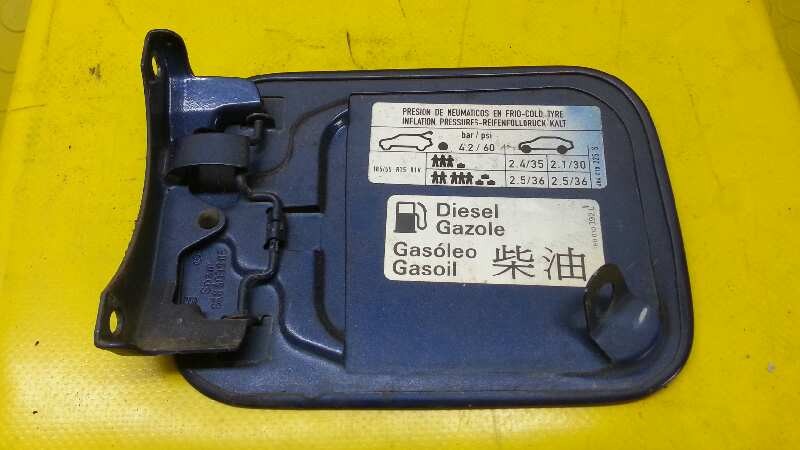 PRESION DE NEUMATICOS EN FRIO-COLD TYRE
INFLATION PRESSURES-REIFENFÜLLDRUCK KALT
bar / psi
4.2/60
2.4/35 2.1/30
2.5/36 2.5/36
Diesel
Gazole
Gasóleo
Gasoil
柴油